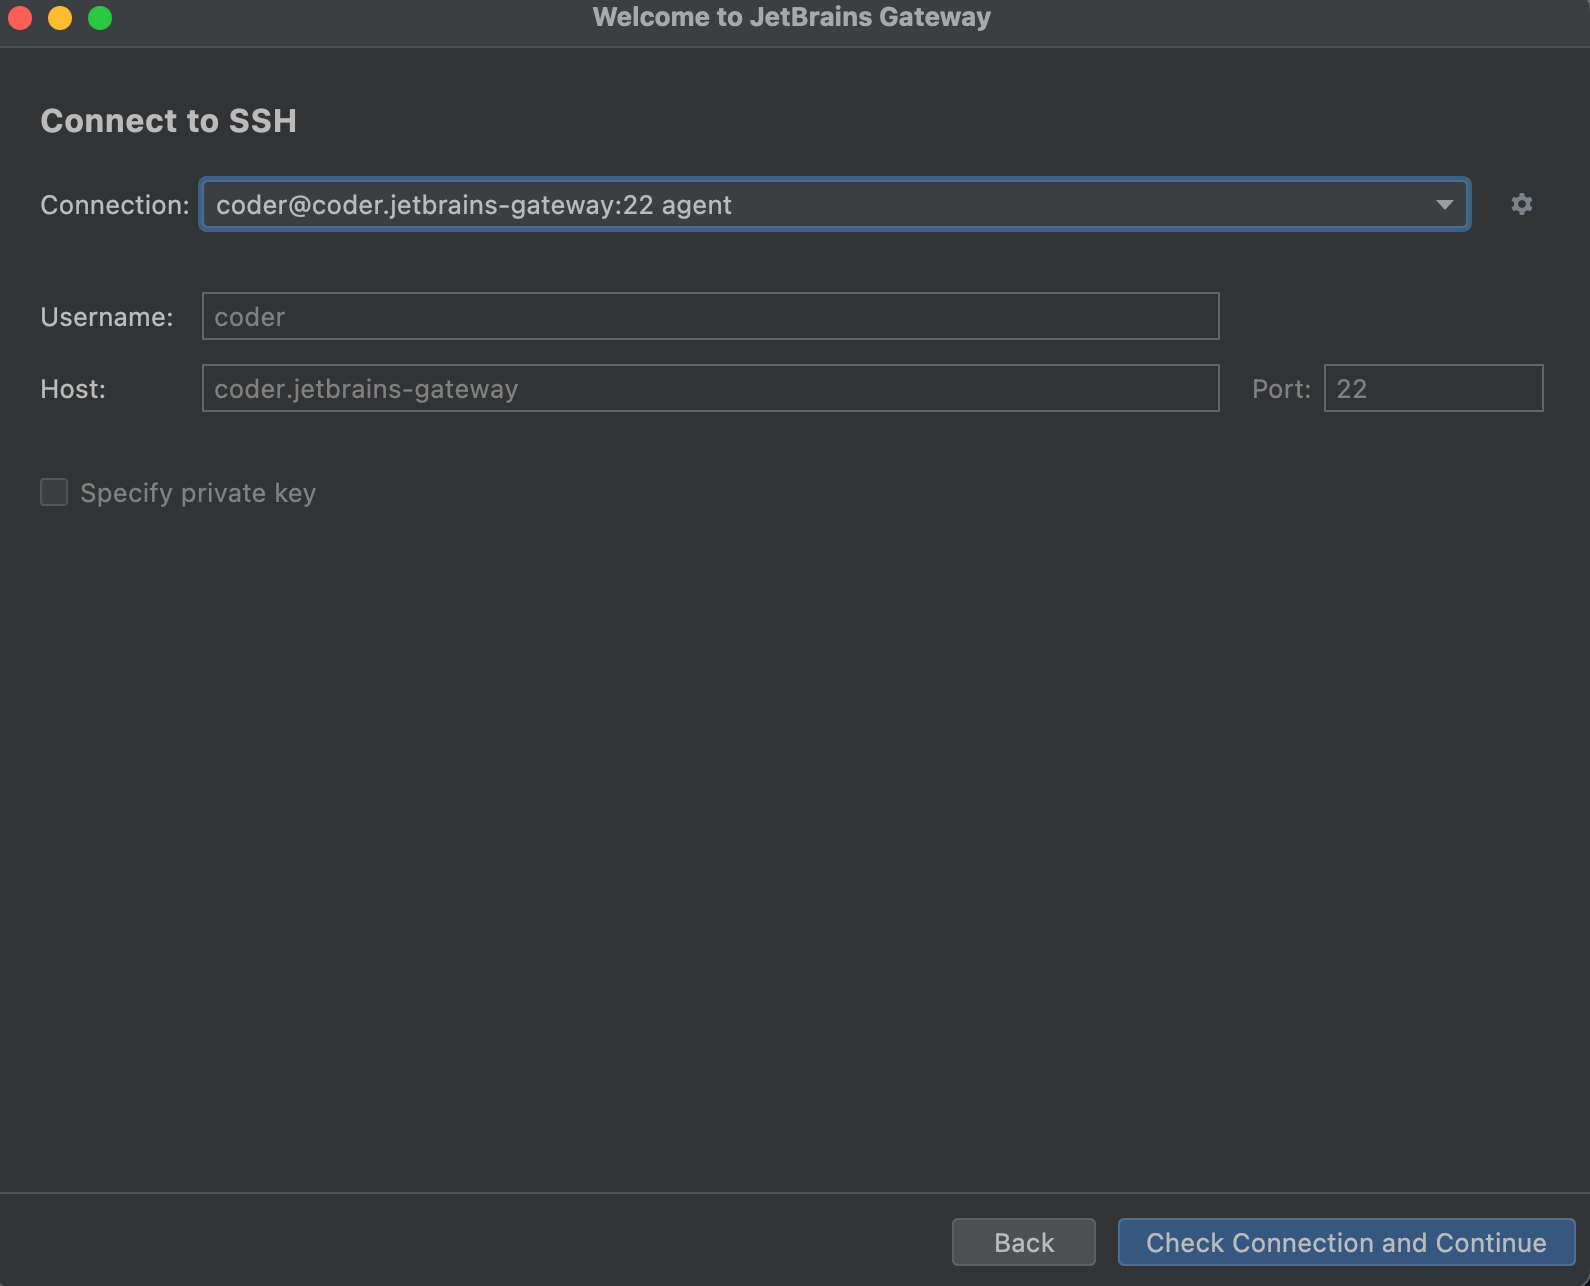 Welcome to JetBrains Gateway
Connect to SSH
Connection: coder@coder.jetbrains-gateway:22 agent
Username: coder
Host: coder.jetbrains-gateway Port: 22
Specify private key
Back Check Connection and Continue